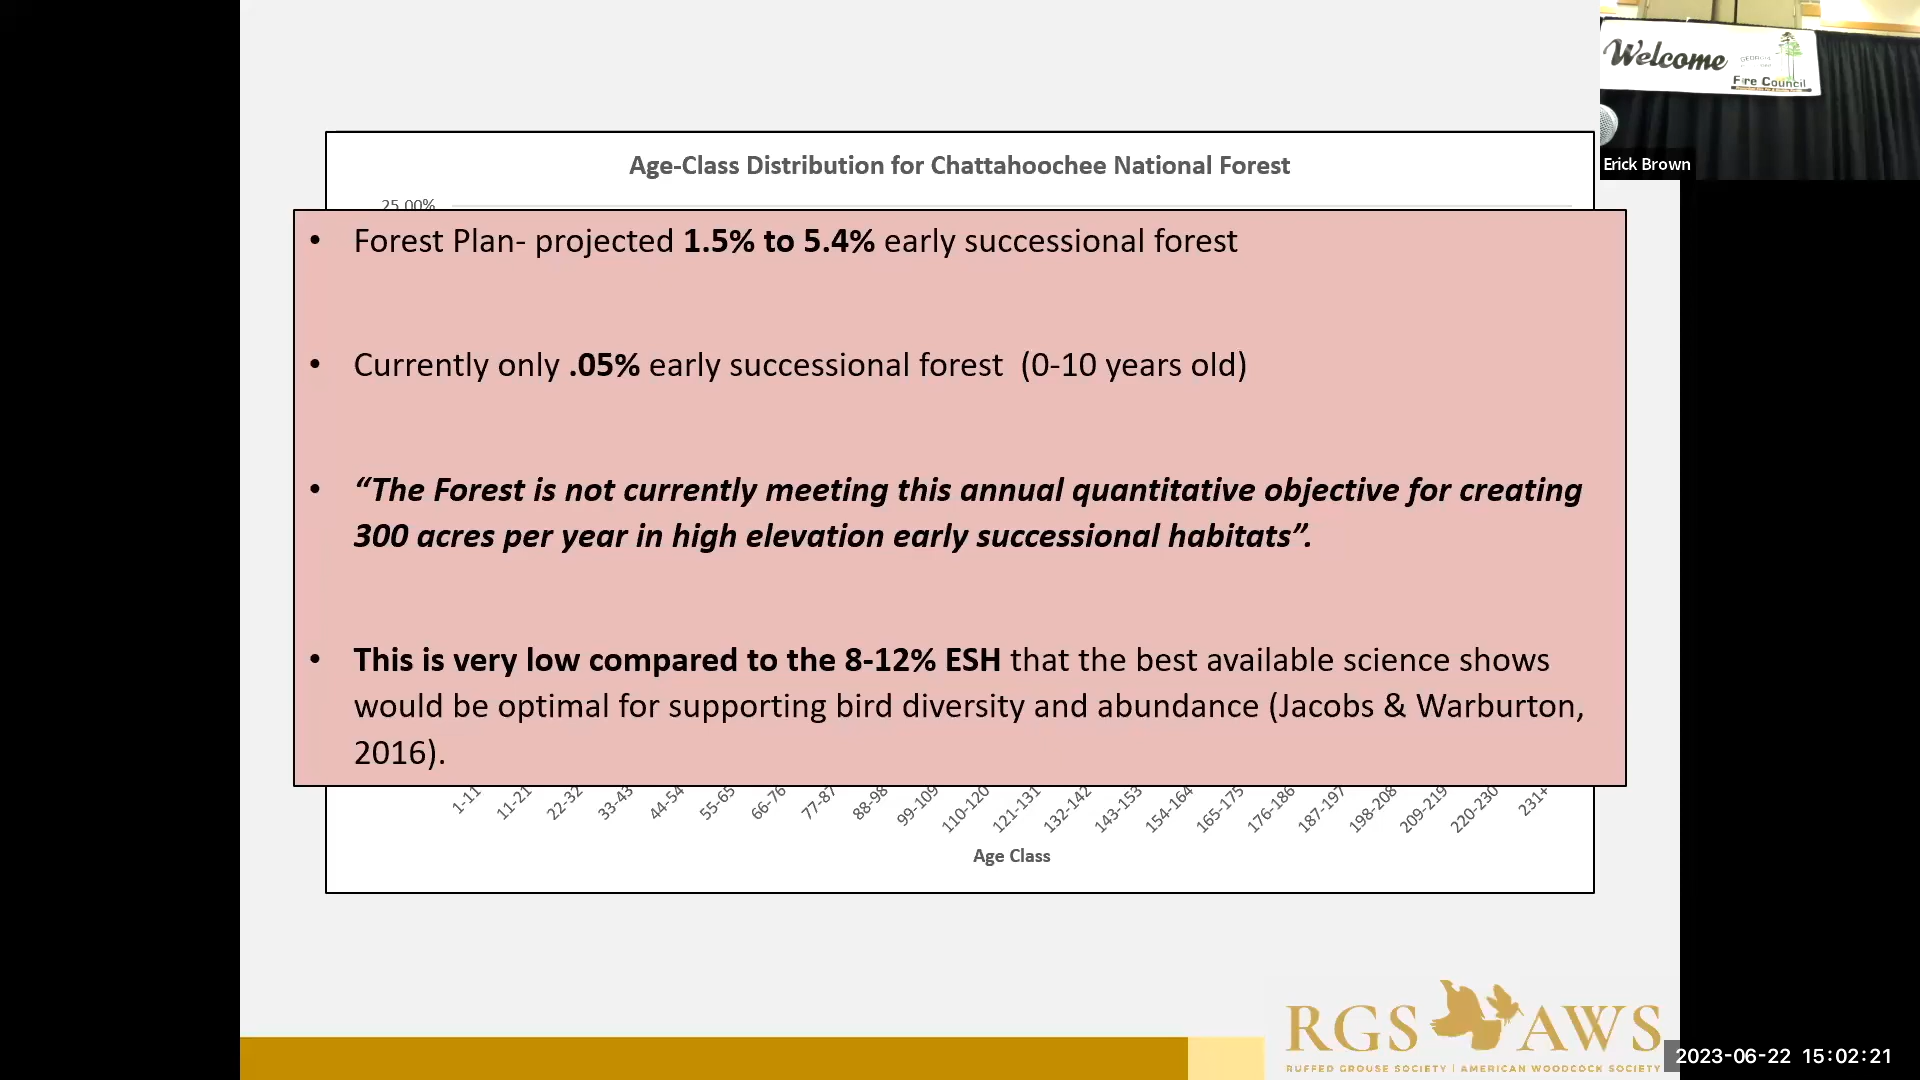 Welcome
GEORGIA
Fire Council
Erick Brown
Age-Class Distribution for Chattahoochee National Forest
25.00%
• Forest Plan- projected 1.5% to 5.4% early successional forest
• Currently only .05% early successional forest (0-10 years old)
• “The Forest is not currently meeting this annual quantitative objective for creating
300 acres per year in high elevation early successional habitats”.
• This is very low compared to the 8-12% ESH that the best available science shows
would be optimal for supporting bird diversity and abundance (Jacobs & Warburton,
2016).
1-11 11-21 22-32 33-43 44-54 55-65 66-76 77-87 88-98 99-109 110-120 121-131 132-142 143-153 154-164 165-175 176-186 187-197 198-208 209-219 220-230 231+
Age Class
RGS AWS
RUFFED GROUSE SOCIETY | AMERICAN WOODCOCK SOCIETY
2023-06-22 15:02:21